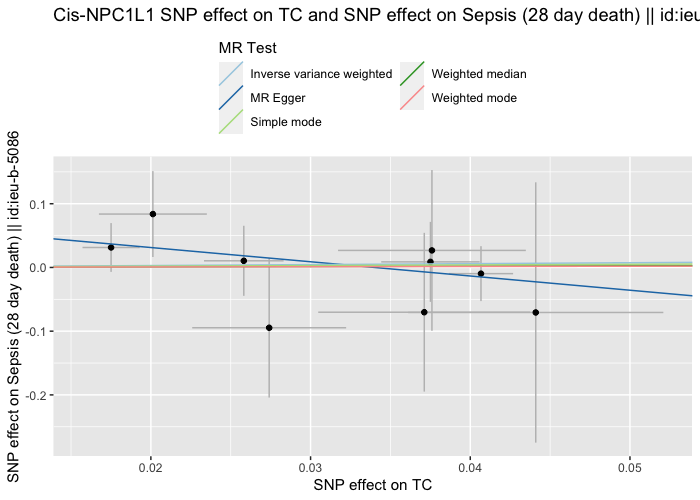 Cis-NPC1L1 SNP effect on TC and SNP effect on Sepsis (28 day death) || id:ieu
MR Test
Inverse variance weighted
Weighted median
MR Egger
Weighted mode
Simple mode
SNP effect on Sepsis (28 day death) || id:ieu-b-5086
0.1
0.0
-0.1
-0.2
0.02
0.03
0.04
0.05
SNP effect on TC